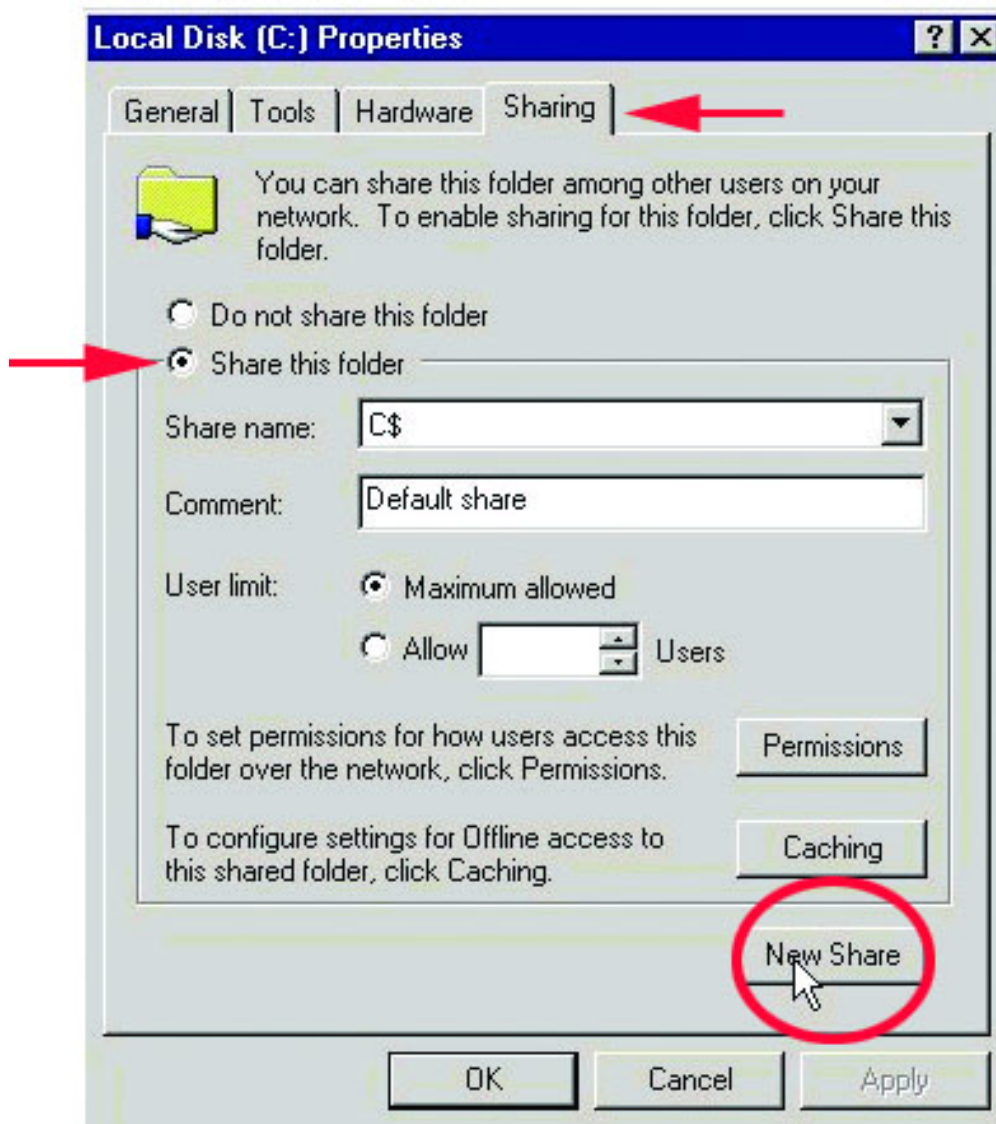 Local Disk (C:) Properties
?
General Tools Hardware Sharing
You can share this folder among other users on your
network. To enable sharing for this folder, click Share this
folder.
Do not share this folder
Share this folder
Share name: C$
Comment: Default share
User limit: Maximum allowed
Allow Users
To set permissions for how users access this
folder over the network, click Permissions.
Permissions
To configure settings for Offline access to
this shared folder, click Caching.
Caching
New Share
OK Cancel Apply